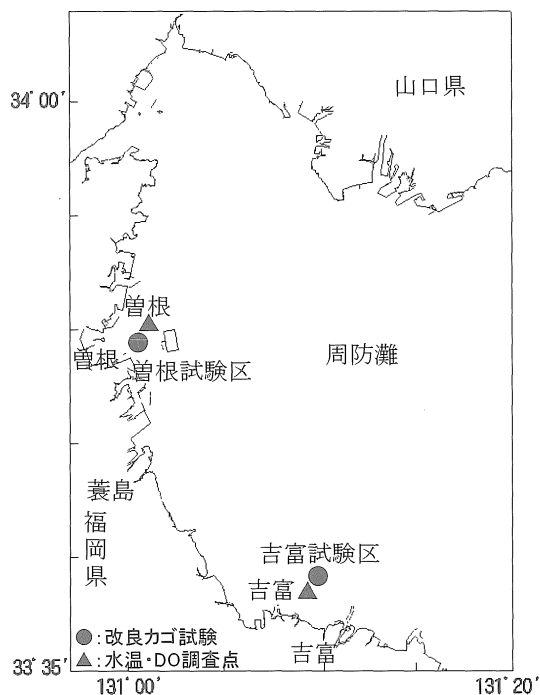 34°00′
山口県
曽根
曽根
曽根試験区
周防灘
蓑島
福岡県
吉富試験区
吉富
吉富
●:改良カゴ試験
▲:水温・DO調査点
33°35′
131°00′
131°20′